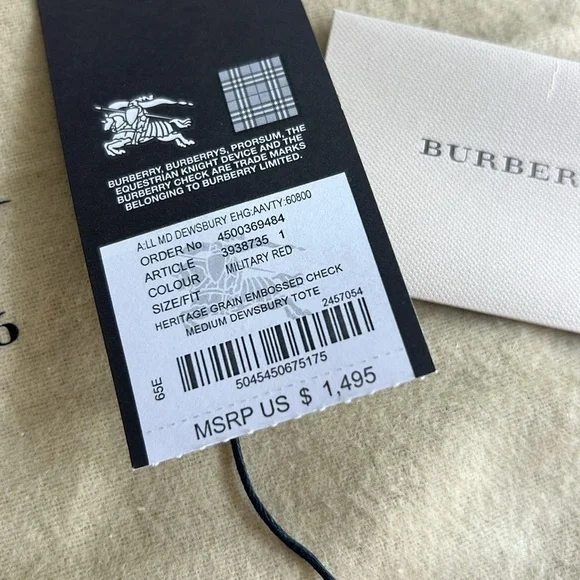 BURBERRY, BURBERRYS, PRORSUM, THE
EQUESTRIAN KNIGHT DEVICE AND THE
BURBERRY CHECK ARE TRADE MARKS
BELONGING TO BURBERRY LIMITED.
A:LL MD DEWSBURY EHG:AAVTY:60800
ORDER No 4500369484
ARTICLE 3938735 1
COLOUR MILITARY RED
SIZE/FIT
HERITAGE GRAIN EMBOSSED CHECK
MEDIUM DEWSBURY TOTE
2457054
65E
5045450675175
MSRP US $ 1,495
BURBER